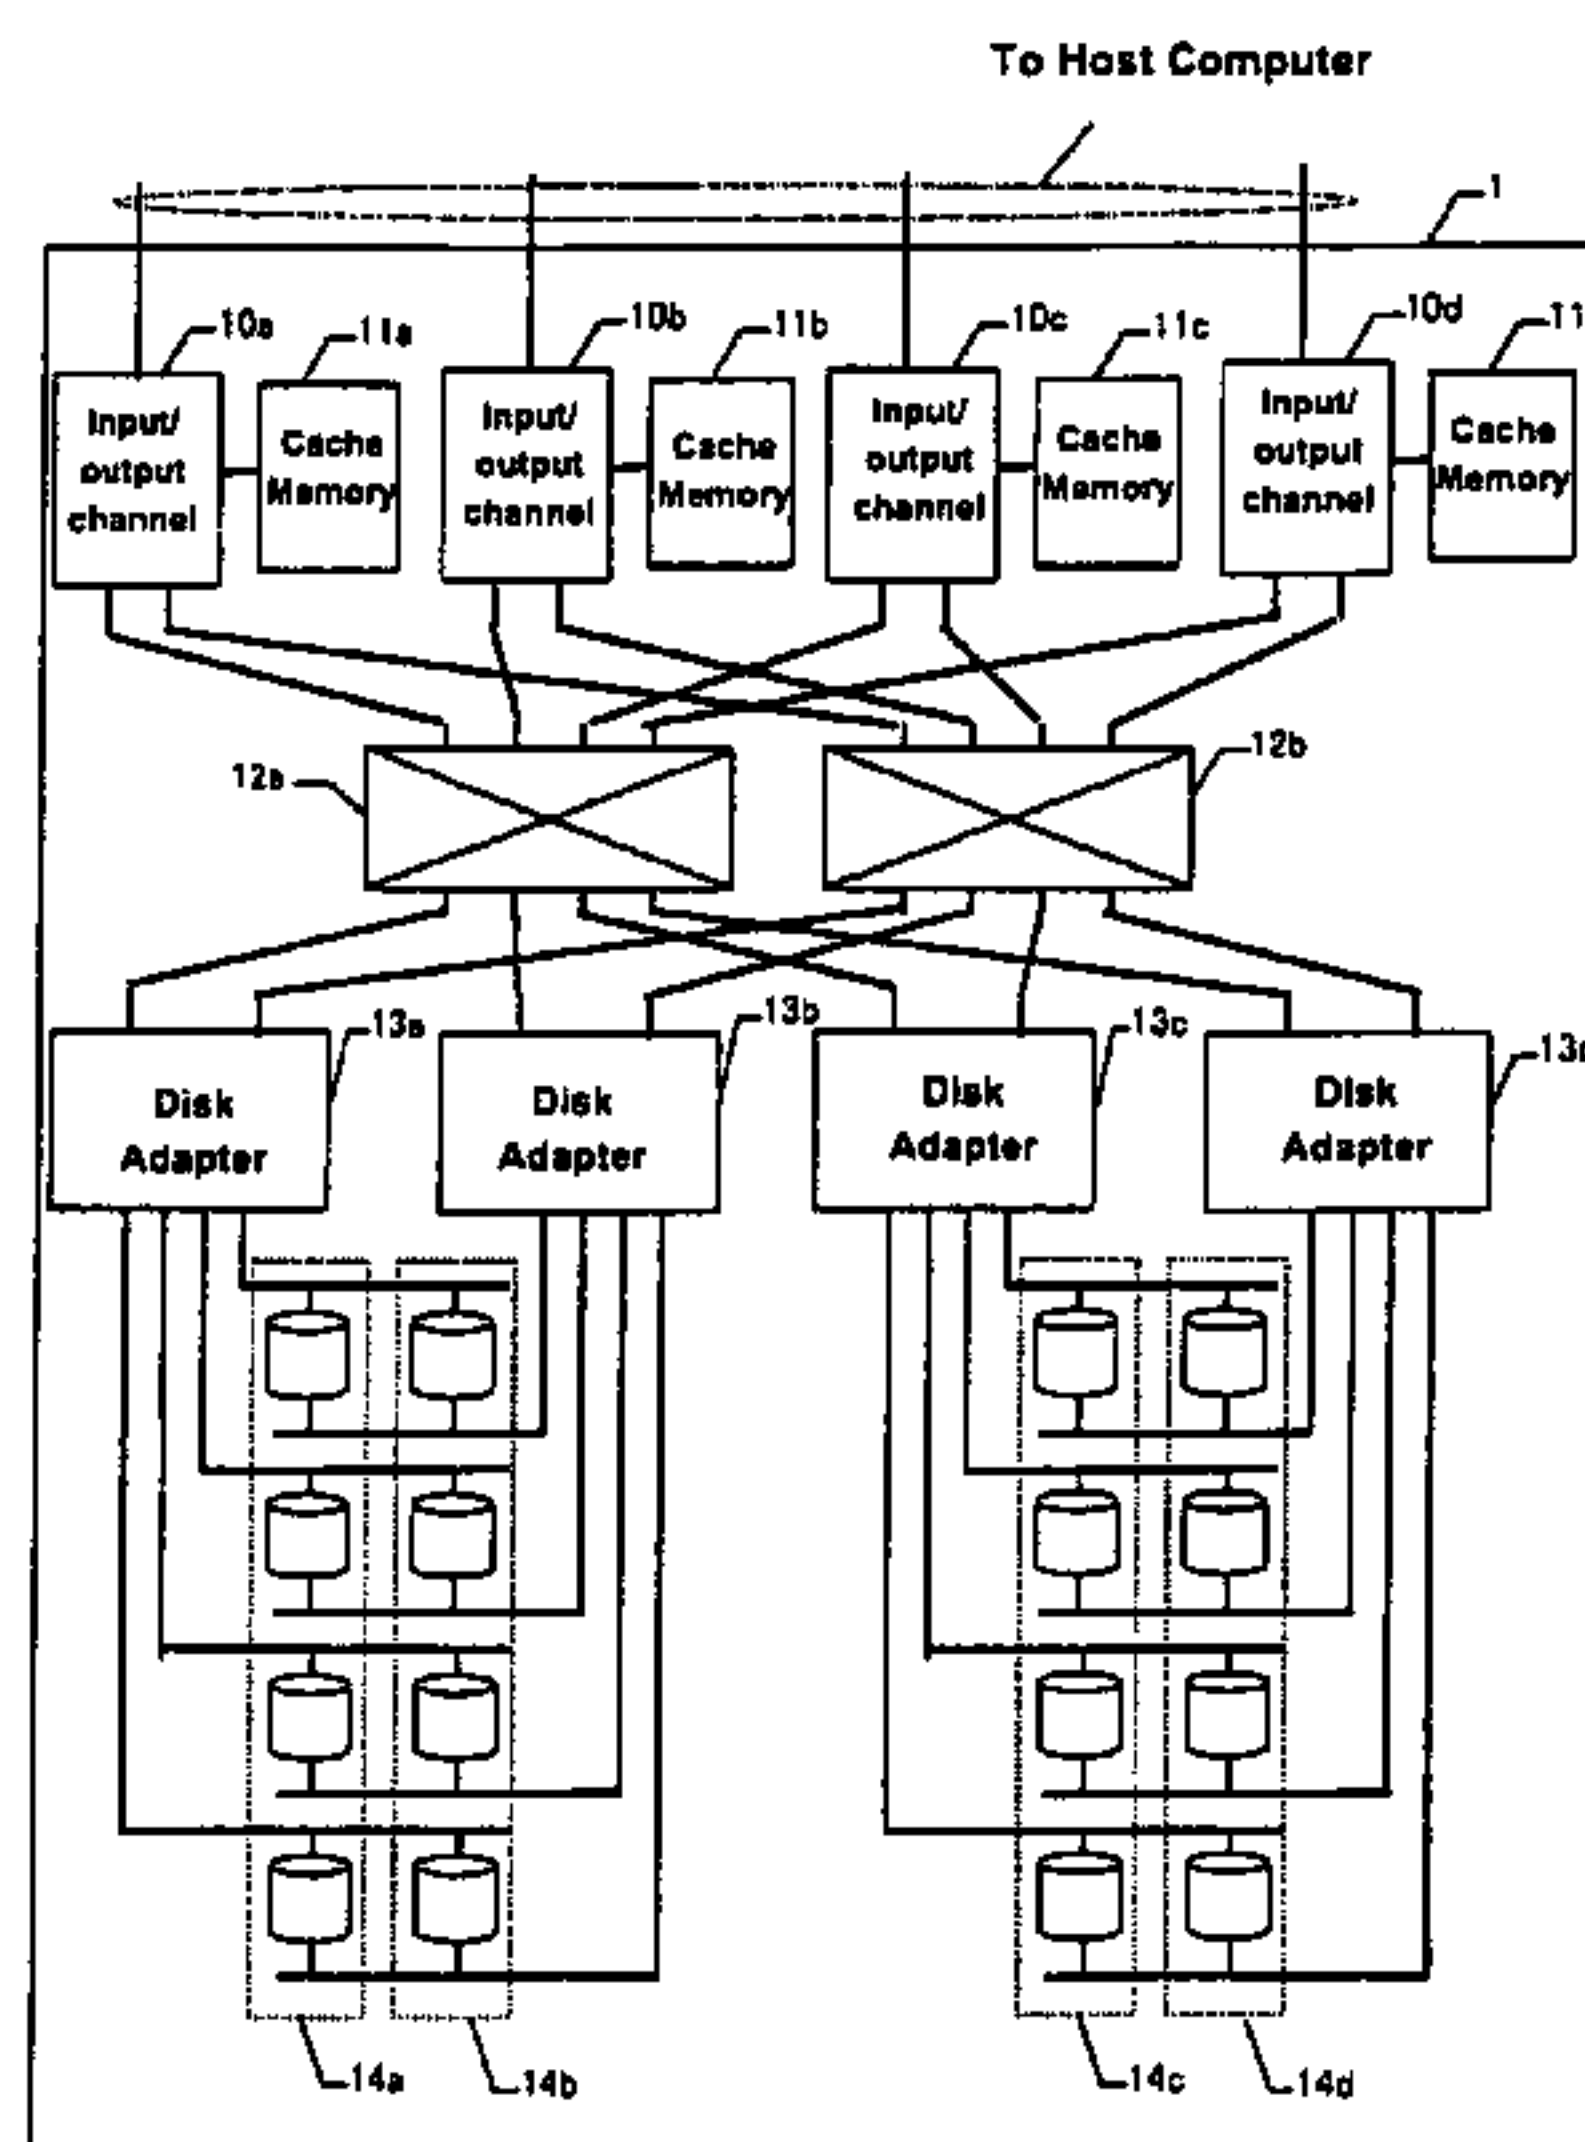 To Host Computer
1
10a
11a
10b
11b
10c
11c
10d
11
Input/
output
channel
Cache
Memory
Input/
output
channel
Cache
Memory
Input/
output
channel
Cache
Memory
Input/
output
channel
Cache
Memory
12a
12b
13a
13b
13c
13
Disk
Adapter
Disk
Adapter
Disk
Adapter
Disk
Adapter
14a
14b
14c
14d